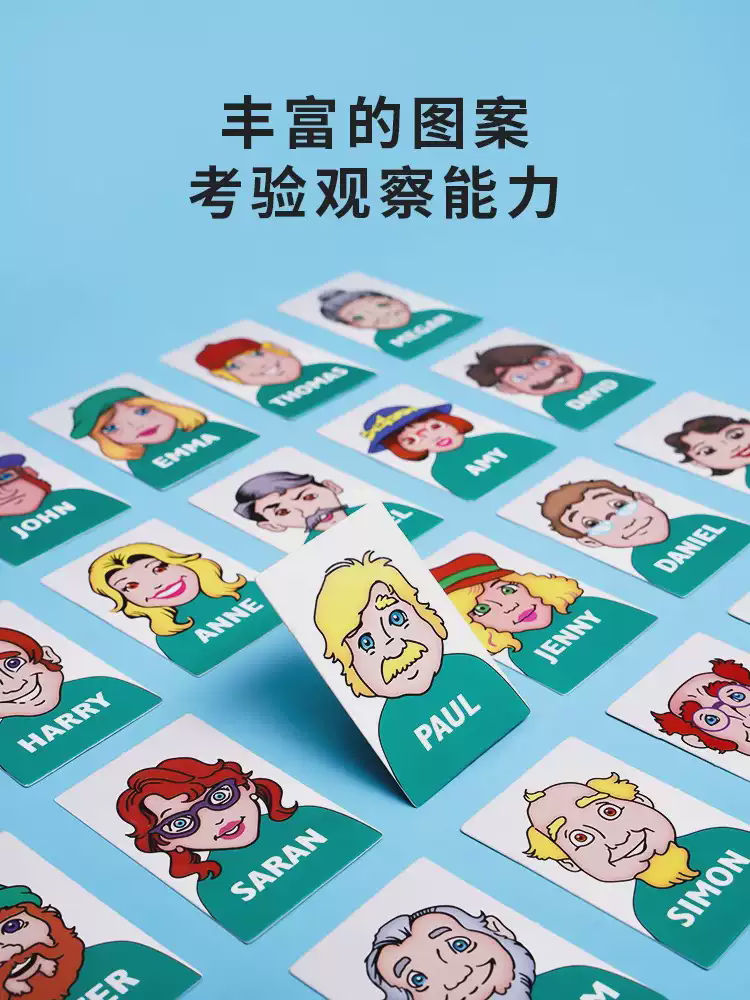 丰富的图案
考验观察能力
MEGAN
THOMAS
DAVID
EMMA
AMY
JOHN
DANIEL
ANNE
JENNY
HARRY
PAUL
SARAN
SIMON